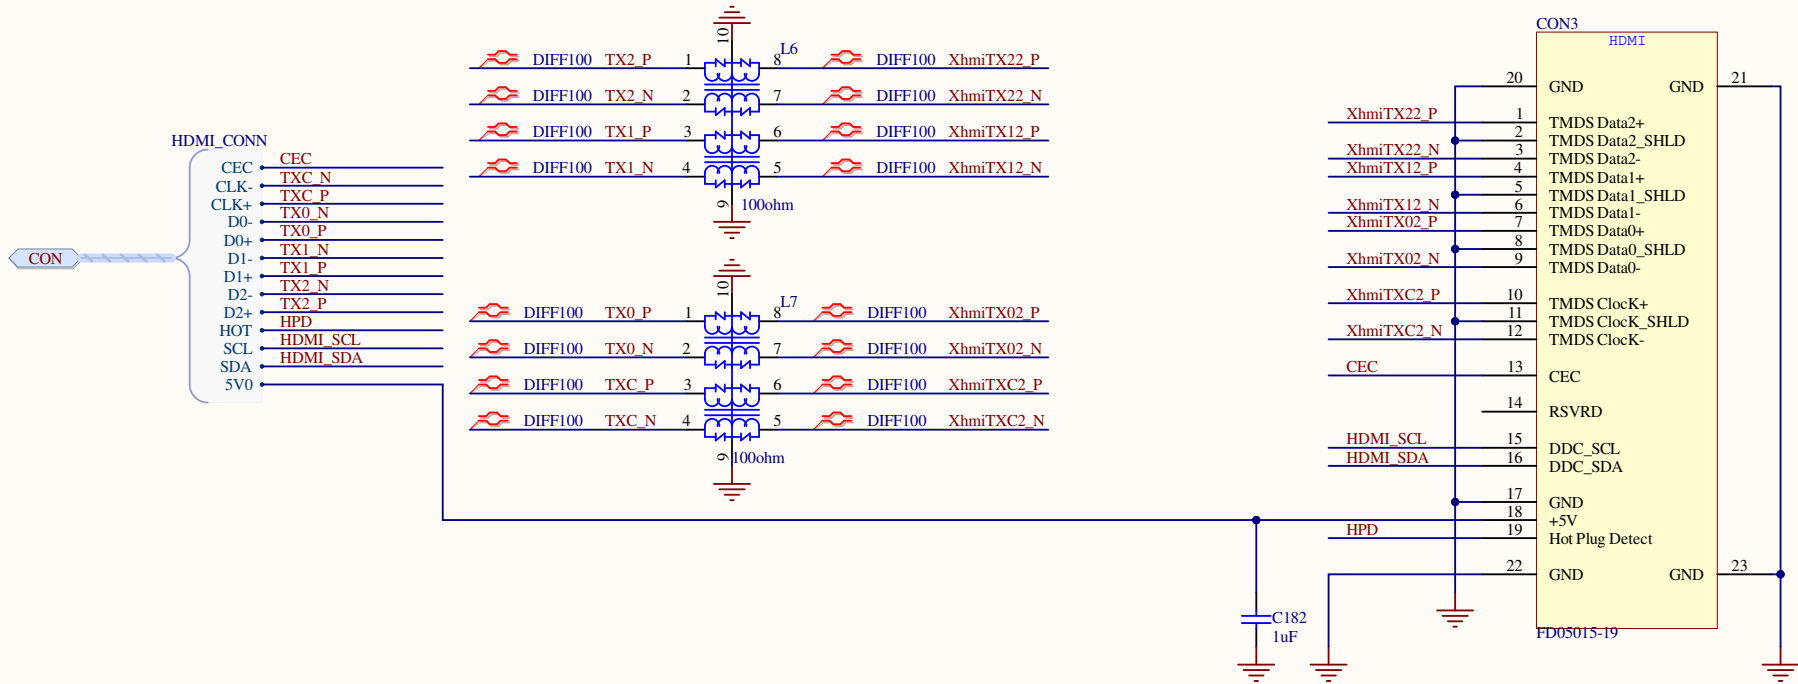 CON
HDMI_CONN
CEC CEC
CLK- TXC_N
CLK+ TXC_P
D0- TX0_N
D0+ TX0_P
D1- TX1_N
D1+ TX1_P
D2- TX2_N
D2+ TX2_P
HOT HPD
SCL HDMI_SCL
SDA HDMI_SDA
5V0
10
L6
DIFF100 TX2_P 1 8 DIFF100 XhmiTX22_P
DIFF100 TX2_N 2 7 DIFF100 XhmiTX22_N
DIFF100 TX1_P 3 6 DIFF100 XhmiTX12_P
DIFF100 TX1_N 4 5 DIFF100 XhmiTX12_N
9 100ohm
10
L7
DIFF100 TX0_P 1 8 DIFF100 XhmiTX02_P
DIFF100 TX0_N 2 7 DIFF100 XhmiTX02_N
DIFF100 TXC_P 3 6 DIFF100 XhmiTXC2_P
DIFF100 TXC_N 4 5 DIFF100 XhmiTXC2_N
9 100ohm
C182
1uF
CON3
HDMI
20 GND GND 21
XhmiTX22_P 1 TMDS Data2+
2 TMDS Data2_SHLD
XhmiTX22_N 3 TMDS Data2-
XhmiTX12_P 4 TMDS Data1+
5 TMDS Data1_SHLD
XhmiTX12_N 6 TMDS Data1-
XhmiTX02_P 7 TMDS Data0+
8 TMDS Data0_SHLD
XhmiTX02_N 9 TMDS Data0-
XhmiTXC2_P 10 TMDS ClocK+
11 TMDS ClocK_SHLD
XhmiTXC2_N 12 TMDS ClocK-
CEC 13 CEC
14 RSVRD
HDMI_SCL 15 DDC_SCL
HDMI_SDA 16 DDC_SDA
17 GND
18 +5V
HPD 19 Hot Plug Detect
22 GND GND 23
FD05015-19